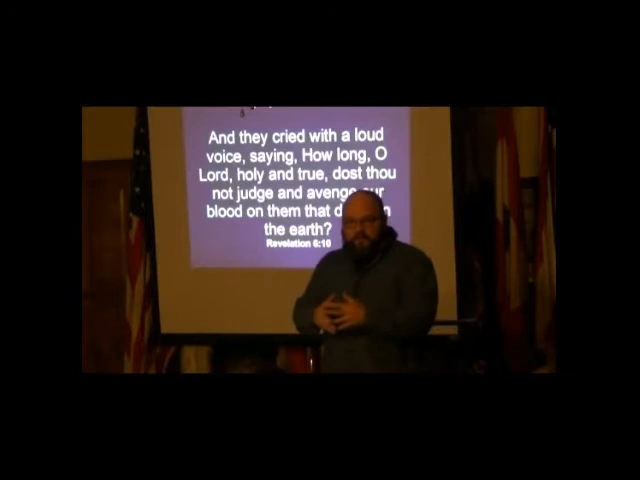 And they cried with a loud
voice, saying, How long, O
Lord, holy and true, dost thou
not judge and avenge our
blood on them that
the earth?
Revelation 6:10